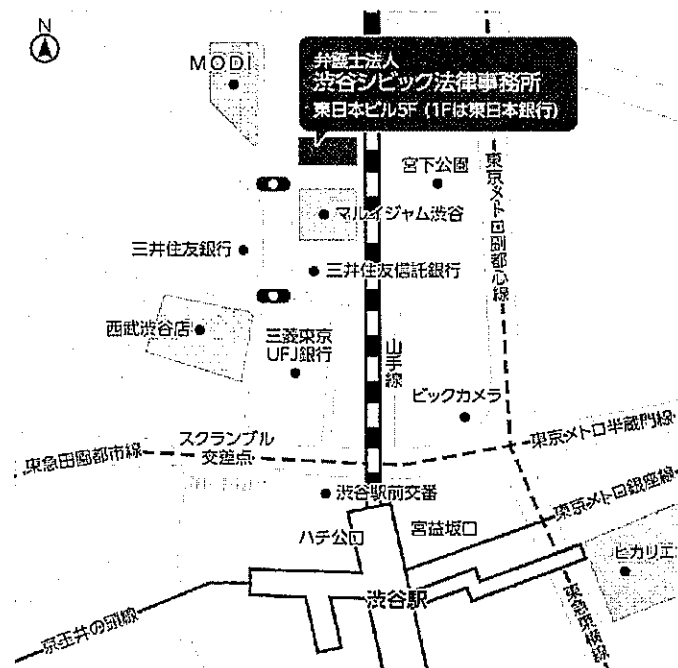 N
MODI
弁護士法人
渋谷シビック法律事務所
東日本ビル5F (1Fは東日本銀行)
宮下公園
東京メトロ副都心線
マルイジャム渋谷
三井住友銀行
三井住友信託銀行
西武渋谷店
三菱東京
UFJ銀行
山手線
ビックカメラ
スクランブル
交差点
東急田園都市線
東京メトロ半蔵門線
渋谷駅前交番
東京メトロ銀座線
ハチ公口
宮益坂口
ヒカリエ
渋谷駅
京王井の頭線
東急東横線